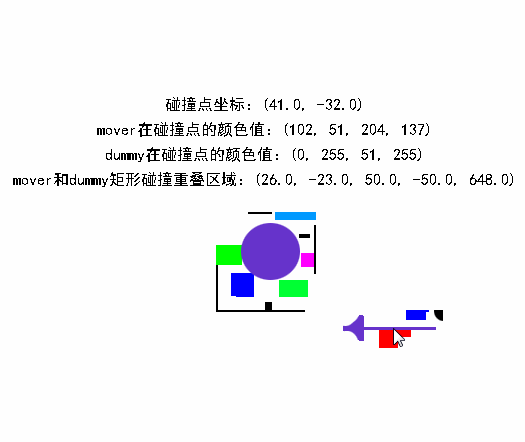 碰撞点坐标：(41.0, -32.0)
mover在碰撞点的颜色值：(102, 51, 204, 137)
dummy在碰撞点的颜色值：(0, 255, 51, 255)
mover和dummy矩形碰撞重叠区域：(26.0, -23.0, 50.0, -50.0, 648.0)